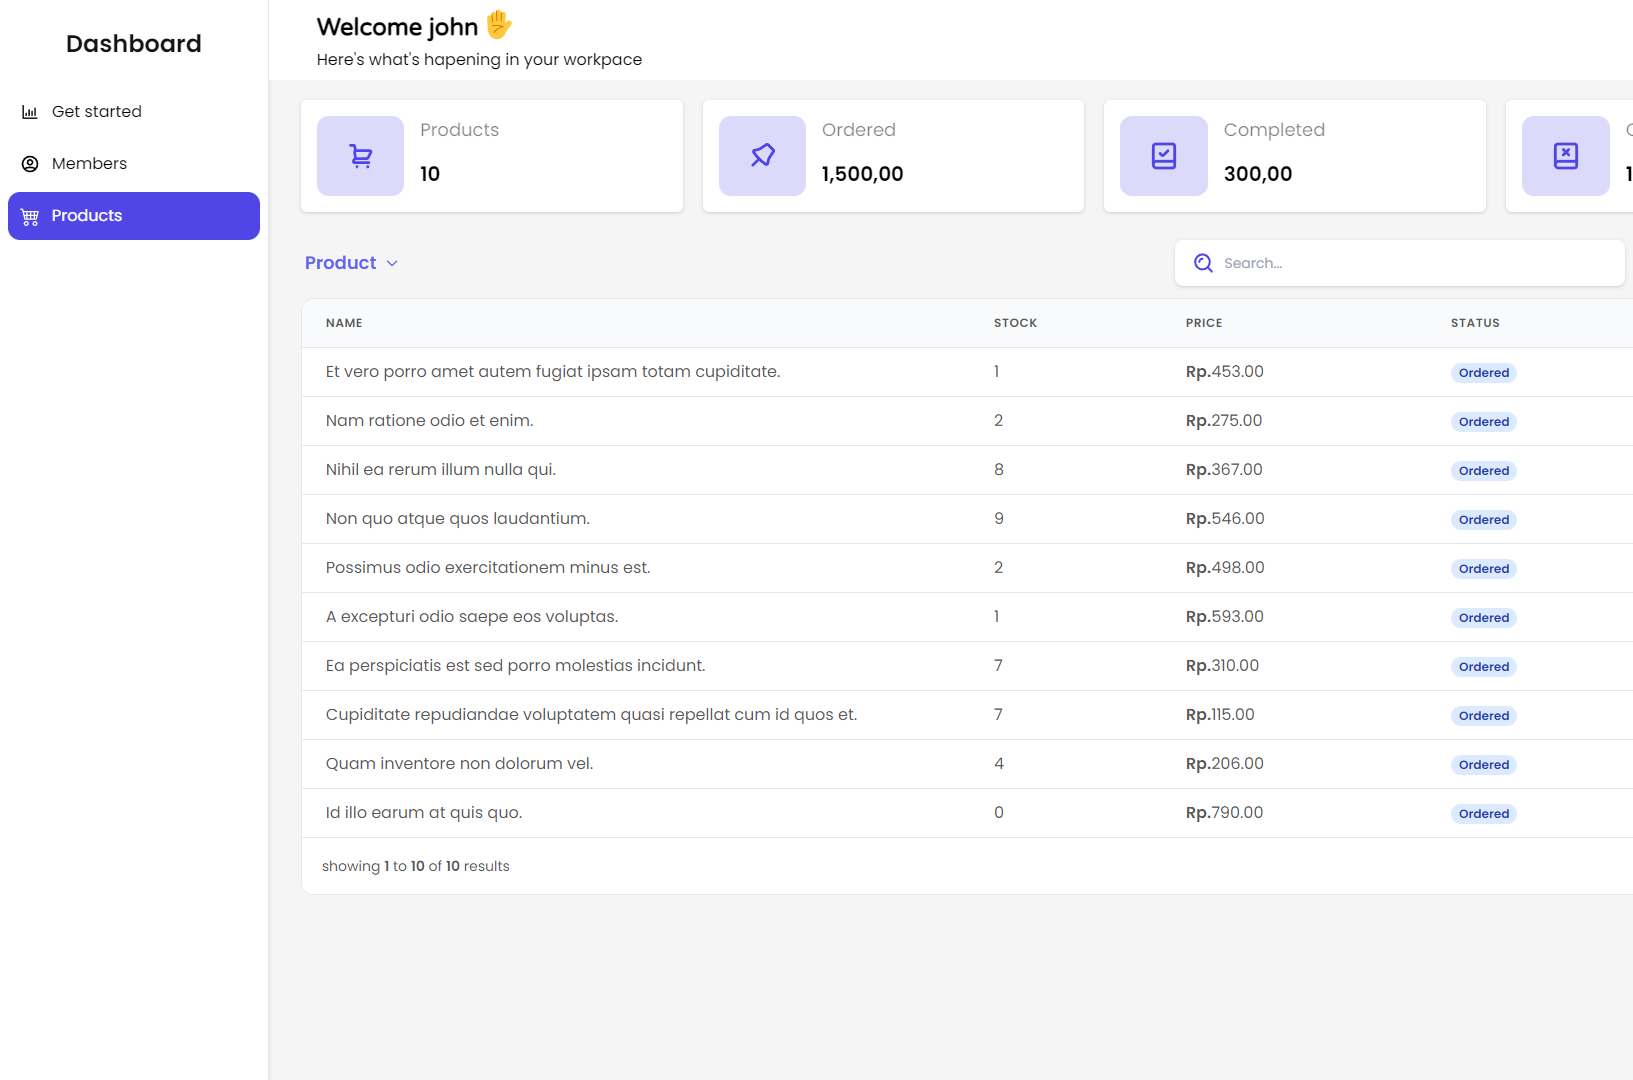 Dashboard
Get started
Members
Products
Welcome john
Here's what's hapening in your workpace
Products
10
Ordered
1,500,00
Completed
300,00
Product
Search...
NAME STOCK PRICE STATUS
Et vero porro amet autem fugiat ipsam totam cupiditate. 1 Rp.453.00 Ordered
Nam ratione odio et enim. 2 Rp.275.00 Ordered
Nihil ea rerum illum nulla qui. 8 Rp.367.00 Ordered
Non quo atque quos laudantium. 9 Rp.546.00 Ordered
Possimus odio exercitationem minus est. 2 Rp.498.00 Ordered
A excepturi odio saepe eos voluptas. 1 Rp.593.00 Ordered
Ea perspiciatis est sed porro molestias incidunt. 7 Rp.310.00 Ordered
Cupiditate repudiandae voluptatem quasi repellat cum id quos et. 7 Rp.115.00 Ordered
Quam inventore non dolorum vel. 4 Rp.206.00 Ordered
Id illo earum at quis quo. 0 Rp.790.00 Ordered
showing 1 to 10 of 10 results